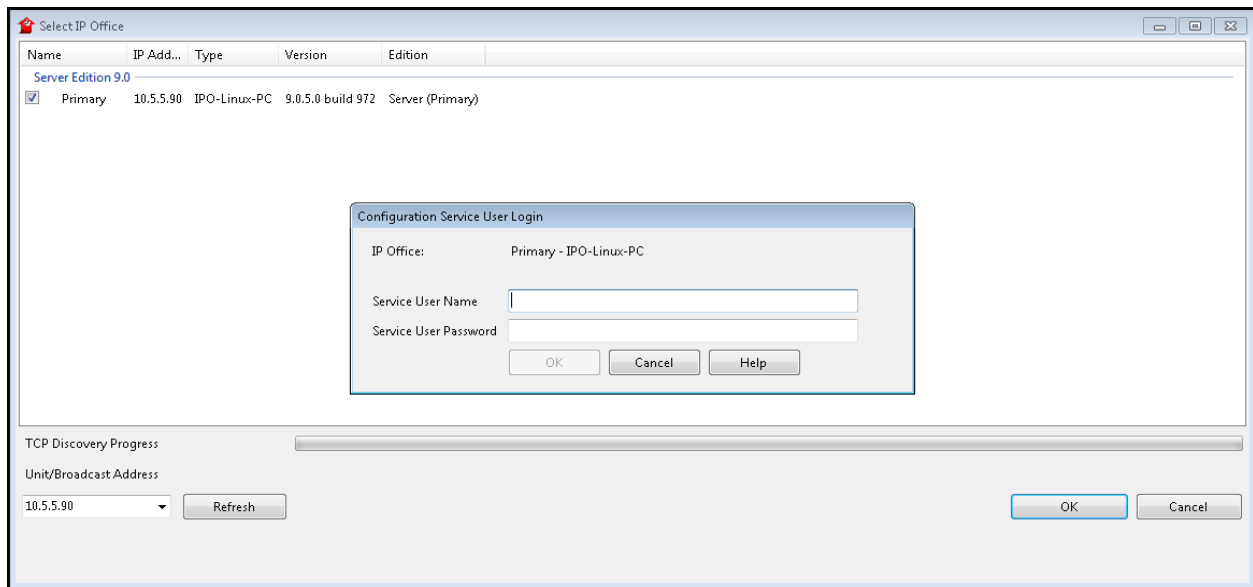 Select IP Office
Name IP Add... Type Version Edition
Server Edition 9.0
Primary 10.5.5.90 IPO-Linux-PC 9.0.5.0 build 972 Server (Primary)
Configuration Service User Login
IP Office: Primary - IPO-Linux-PC
Service User Name
Service User Password
OK Cancel Help
TCP Discovery Progress
Unit/Broadcast Address
10.5.5.90 Refresh OK Cancel